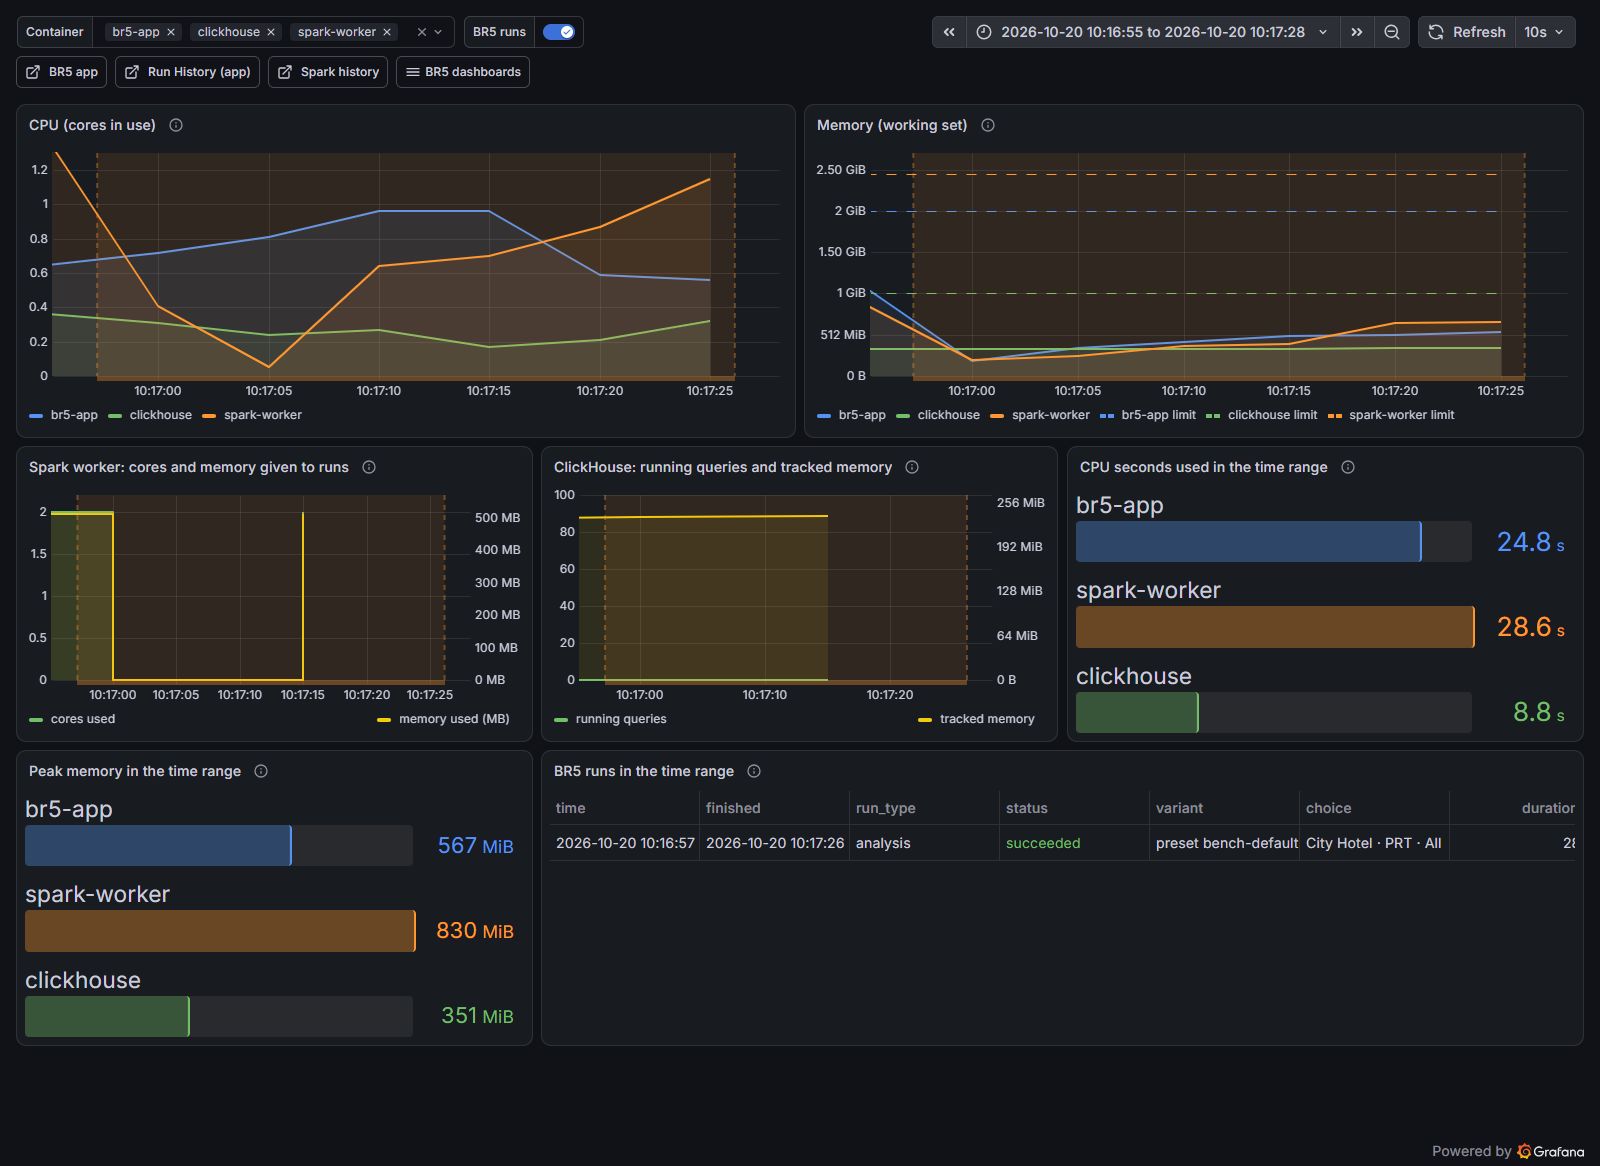 Container br5-app clickhouse spark-worker BR5 runs 2026-10-20 10:16:55 to 2026-10-20 10:17:28 Refresh 10s
BR5 app Run History (app) Spark history BR5 dashboards
CPU (cores in use)
1.2
1
0.8
0.6
0.4
0.2
0
10:17:00 10:17:05 10:17:10 10:17:15 10:17:20 10:17:25
br5-app clickhouse spark-worker
Memory (working set)
2.50 GiB
2 GiB
1.50 GiB
1 GiB
512 MiB
0 B
10:17:00 10:17:05 10:17:10 10:17:15 10:17:20 10:17:25
br5-app clickhouse spark-worker br5-app limit clickhouse limit spark-worker limit
Spark worker: cores and memory given to runs
2
1.5
1
0.5
0
500 MB
400 MB
300 MB
200 MB
100 MB
0 MB
10:17:00 10:17:05 10:17:10 10:17:15 10:17:20 10:17:25
cores used memory used (MB)
ClickHouse: running queries and tracked memory
100
80
60
40
20
0
256 MiB
192 MiB
128 MiB
64 MiB
0 B
10:17:00 10:17:10 10:17:20
running queries tracked memory
CPU seconds used in the time range
br5-app
24.8 s
spark-worker
28.6 s
clickhouse
8.8 s
Peak memory in the time range
br5-app
567 MiB
spark-worker
830 MiB
clickhouse
351 MiB
BR5 runs in the time range
time finished run_type status variant choice duration
2026-10-20 10:16:57 2026-10-20 10:17:26 analysis succeeded preset bench-default City Hotel · PRT · All 28
Powered by Grafana